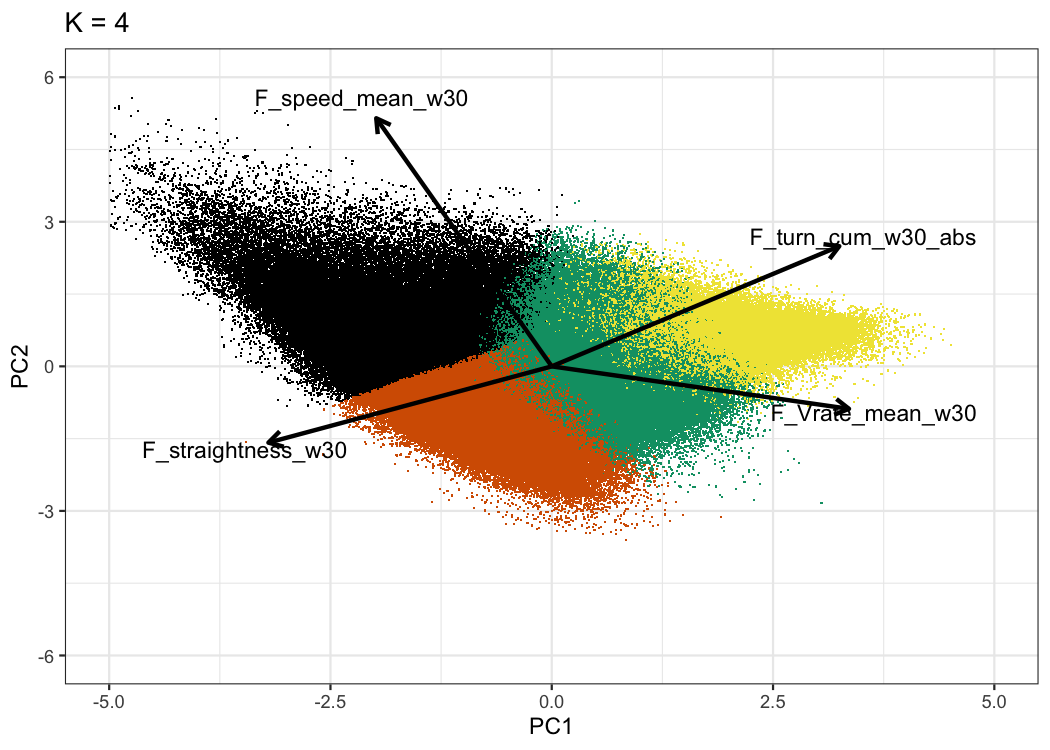 K = 4
6
F_speed_mean_w30
3
F_turn_cum_w30_abs
PC2
0
F_Vrate_mean_w30
F_straightness_w30
-3
-6
-5.0 -2.5 0.0 2.5 5.0
PC1